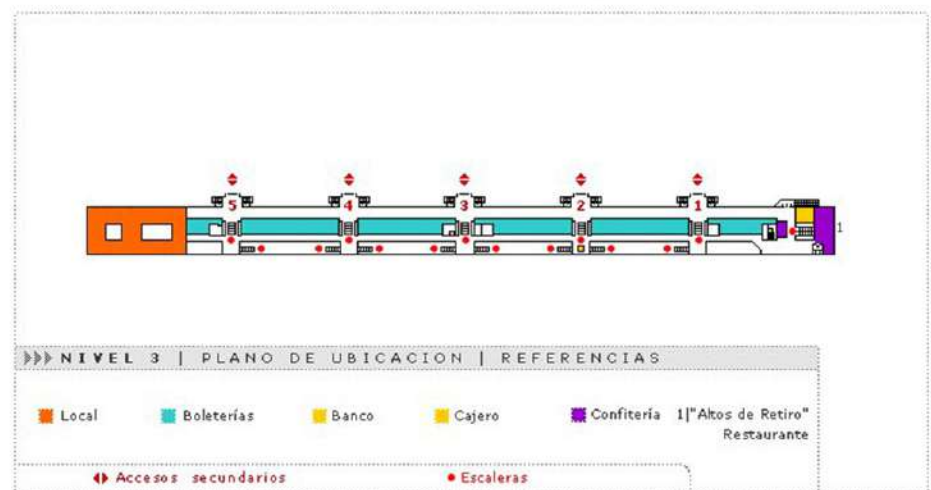 5 4 3 2 1
1
NIVEL 3 | PLANO DE UBICACION | REFERENCIAS
Local Boleterías Banco Cajero Confitería 1|"Altos de Retiro"
Restaurante
Accesos secundarios Escaleras